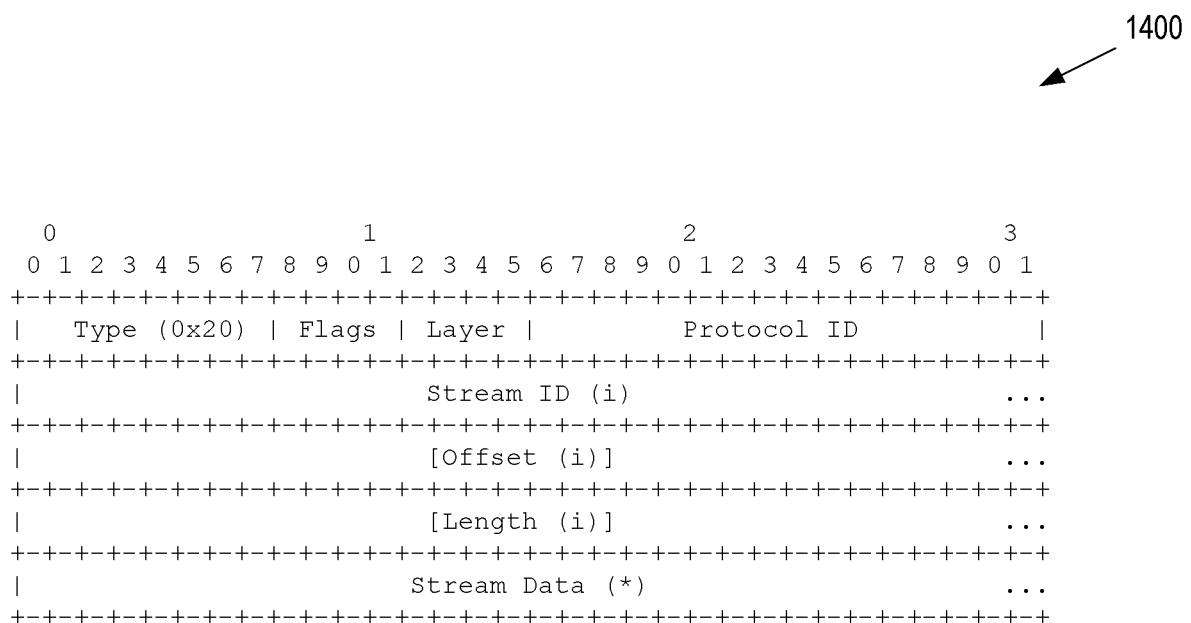 1400
0 1 2 3
0 1 2 3 4 5 6 7 8 9 0 1 2 3 4 5 6 7 8 9 0 1 2 3 4 5 6 7 8 9 0 1
+-+-+-+-+-+-+-+-+-+-+-+-+-+-+-+-+-+-+-+-+-+-+-+-+-+-+-+-+-+-+-+-+
| Type (0x20) | Flags | Layer | Protocol ID |
+-+-+-+-+-+-+-+-+-+-+-+-+-+-+-+-+-+-+-+-+-+-+-+-+-+-+-+-+-+-+-+-+
| Stream ID (i) ...
+-+-+-+-+-+-+-+-+-+-+-+-+-+-+-+-+-+-+-+-+-+-+-+-+-+-+-+-+-+-+-+-+
| [Offset (i)] ...
+-+-+-+-+-+-+-+-+-+-+-+-+-+-+-+-+-+-+-+-+-+-+-+-+-+-+-+-+-+-+-+-+
| [Length (i)] ...
+-+-+-+-+-+-+-+-+-+-+-+-+-+-+-+-+-+-+-+-+-+-+-+-+-+-+-+-+-+-+-+-+
| Stream Data (*) ...
+-+-+-+-+-+-+-+-+-+-+-+-+-+-+-+-+-+-+-+-+-+-+-+-+-+-+-+-+-+-+-+-+